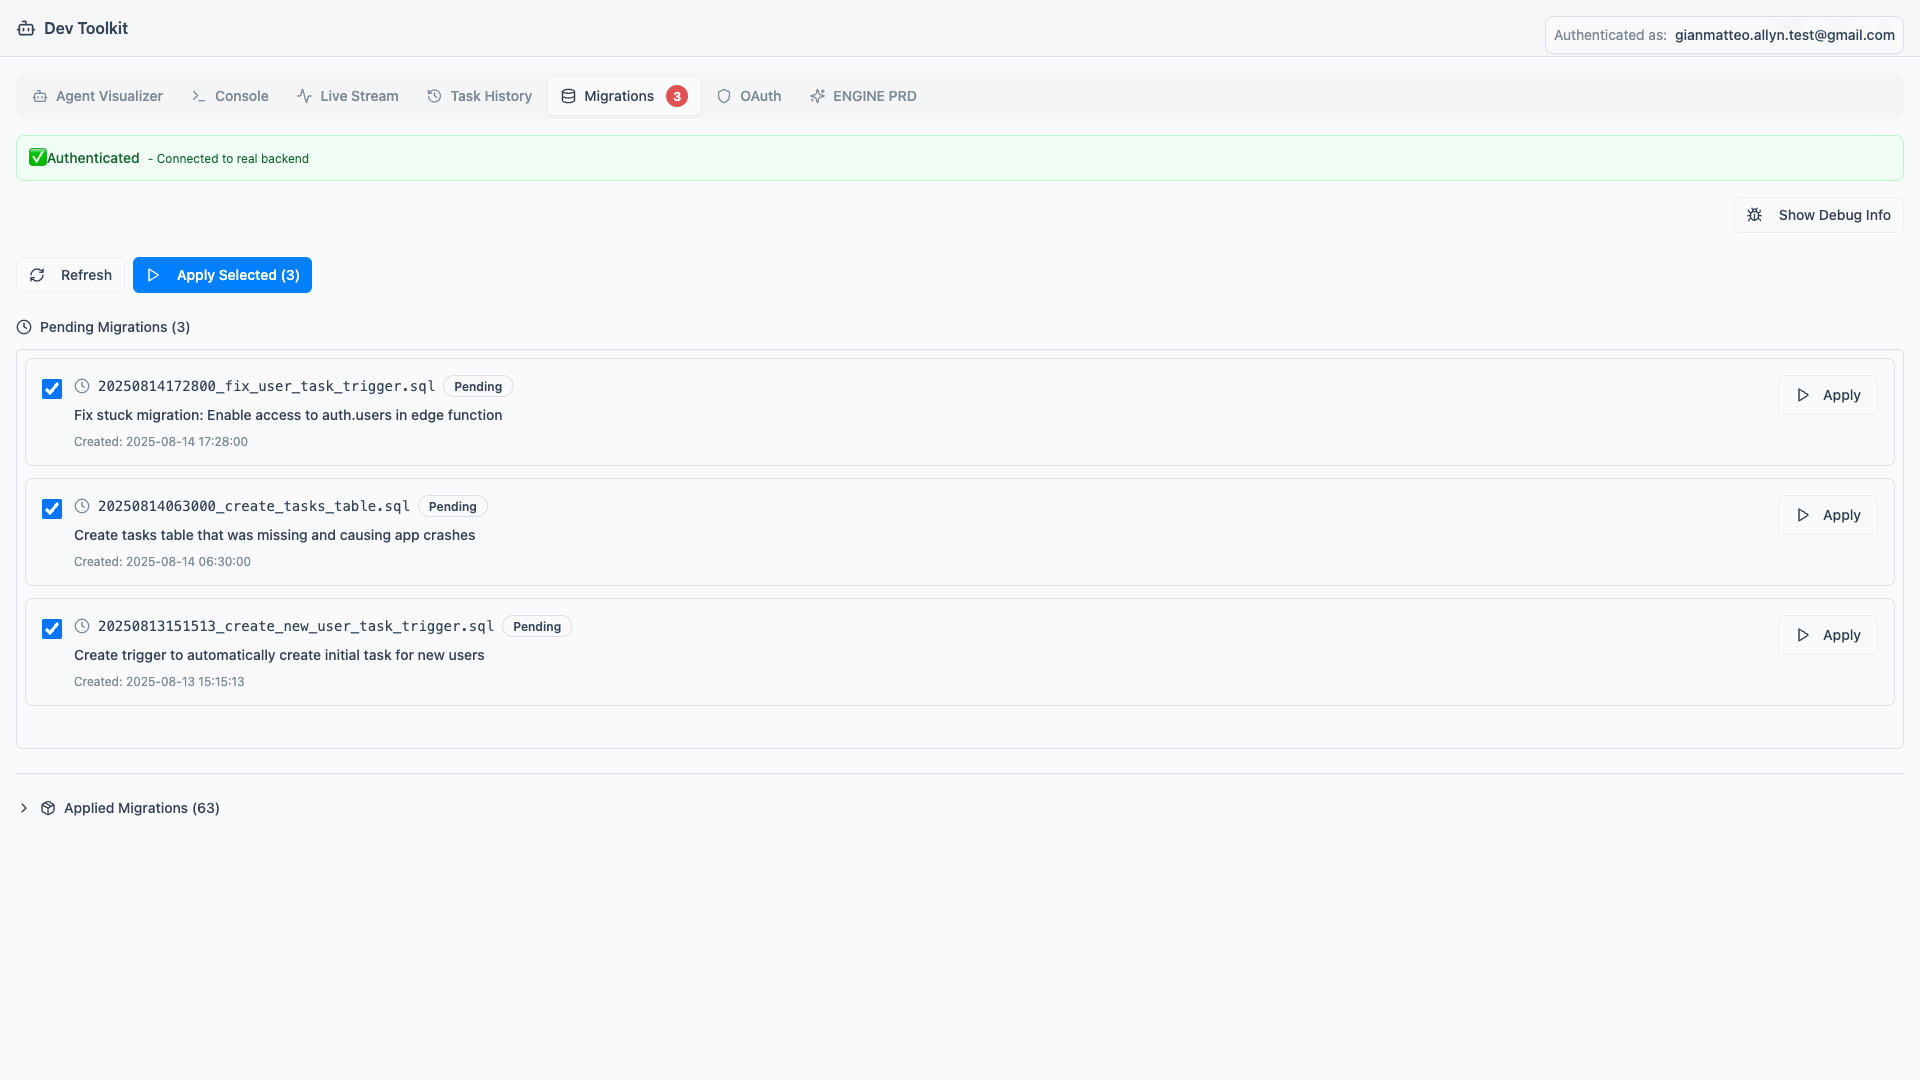 Dev Toolkit
Authenticated as: gianmatteo.allyn.test@gmail.com
Agent Visualizer
Console
Live Stream
Task History
Migrations 3
OAuth
ENGINE PRD
✅Authenticated - Connected to real backend
Show Debug Info
Refresh
Apply Selected (3)
Pending Migrations (3)
20250814172800_fix_user_task_trigger.sql Pending
Apply
Fix stuck migration: Enable access to auth.users in edge function
Created: 2025-08-14 17:28:00
20250814063000_create_tasks_table.sql Pending
Apply
Create tasks table that was missing and causing app crashes
Created: 2025-08-14 06:30:00
20250813151513_create_new_user_task_trigger.sql Pending
Apply
Create trigger to automatically create initial task for new users
Created: 2025-08-13 15:15:13
Applied Migrations (63)